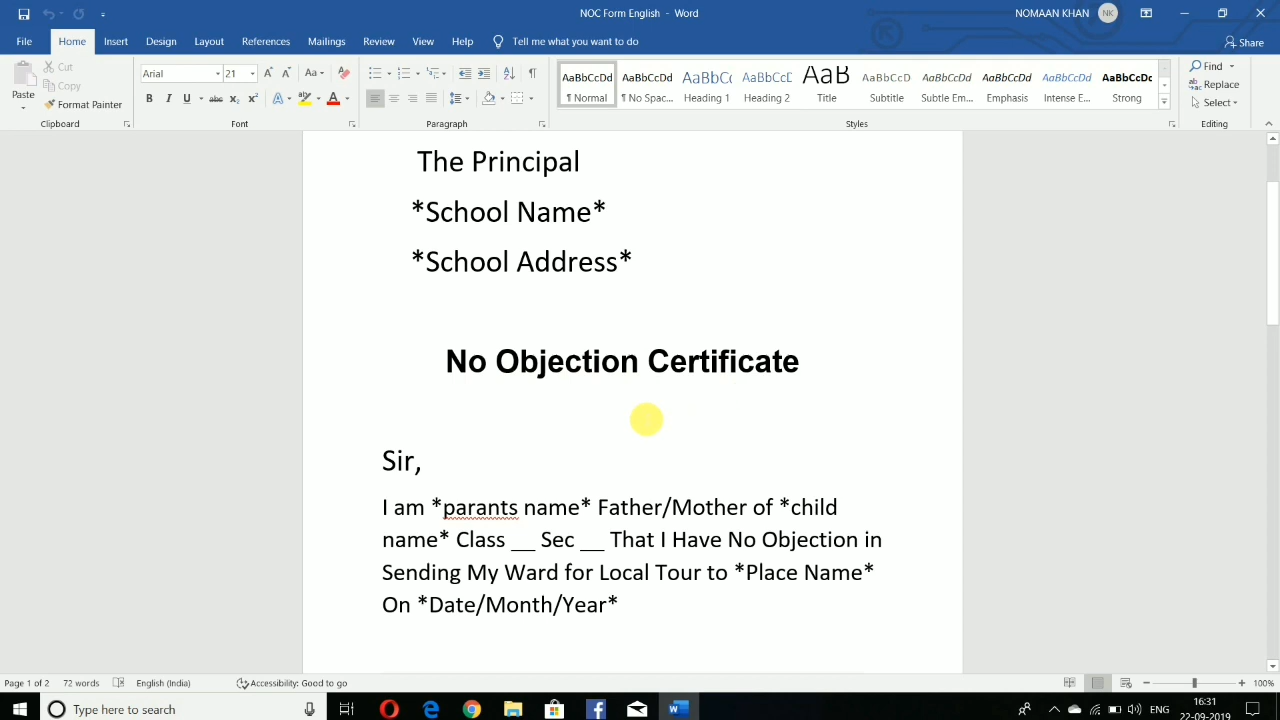 NOC Form English - Word
NOMAAN KHAN
NK
File
Home
Insert
Design
Layout
References
Mailings
Review
View
Help
Tell me what you want to do
Share
Paste
Cut
Copy
Format Painter
Clipboard
Arial
21
Font
Paragraph
AaBbCcDd
¶ Normal
AaBbCcDd
¶ No Spac...
AaBbCc
Heading 1
AaBbCcD
Heading 2
AaB
Title
AaBbCcD
Subtitle
AaBbCcDd
Subtle Em...
AaBbCcDd
Emphasis
AaBbCcDd
Intense E...
AaBbCcDc
Strong
Styles
Find
Replace
Select
Editing
The Principal
*School Name*
*School Address*
No Objection Certificate
Sir,
I am *parants name* Father/Mother of *child
name* Class __ Sec __ That I Have No Objection in
Sending My Ward for Local Tour to *Place Name*
On *Date/Month/Year*
Page 1 of 2
72 words
English (India)
Accessibility: Good to go
100%
Type here to search
ENG
16:31
22-09-2019